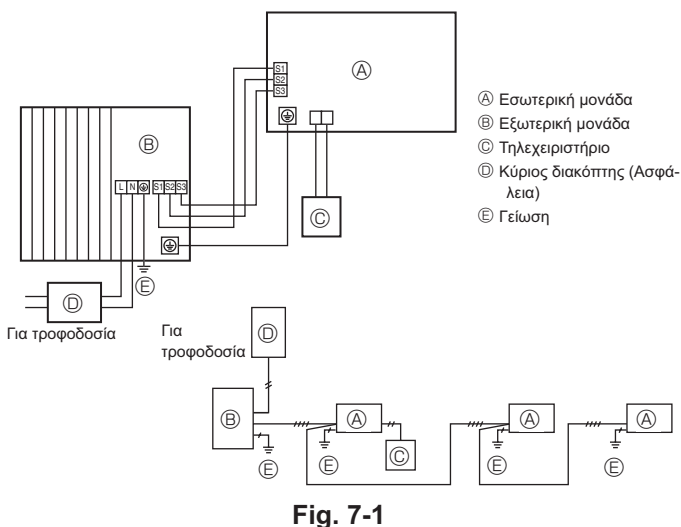 Ⓐ
S1
S2
S3
Ⓐ Εσωτερική μονάδα
Ⓑ Εξωτερική μονάδα
Ⓒ Τηλεχειριστήριο
Ⓓ Κύριος διακόπτης (Ασφά-
λεια)
Ⓔ Γείωση
Ⓑ
L N S1 S2 S3
Ⓒ
Ⓔ
Ⓓ
Για τροφοδοσία
Για
τροφοδοσία
Ⓓ
Ⓑ
Ⓐ
Ⓐ
Ⓐ
Ⓒ
Ⓔ
Ⓔ
Ⓔ
Ⓔ
Fig. 7-1